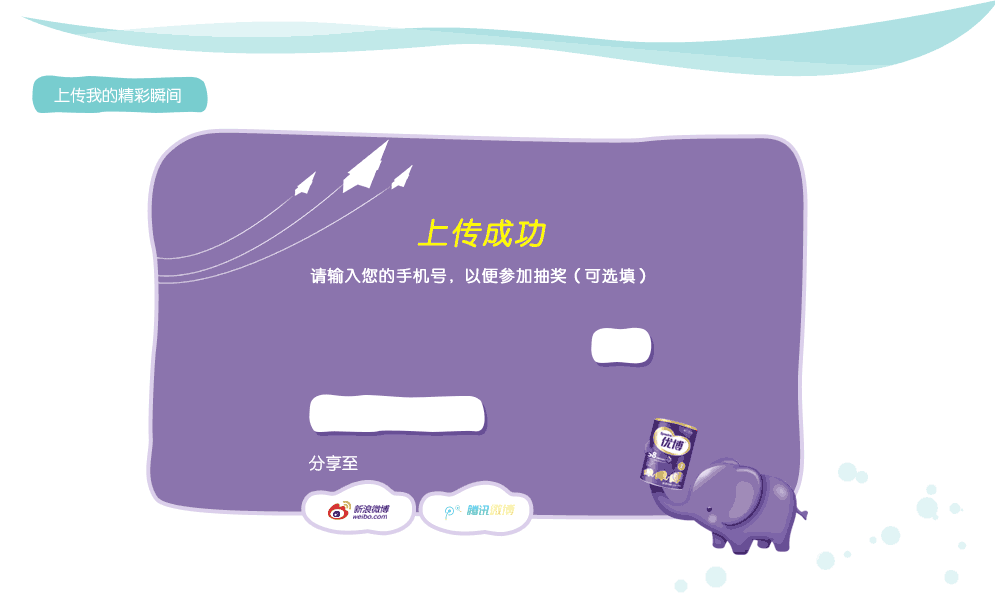 上传我的精彩瞬间
上传成功
请输入您的手机号，以便参加抽奖（可选填）
优博
分享至
新浪微博
weibo.com
腾讯微博